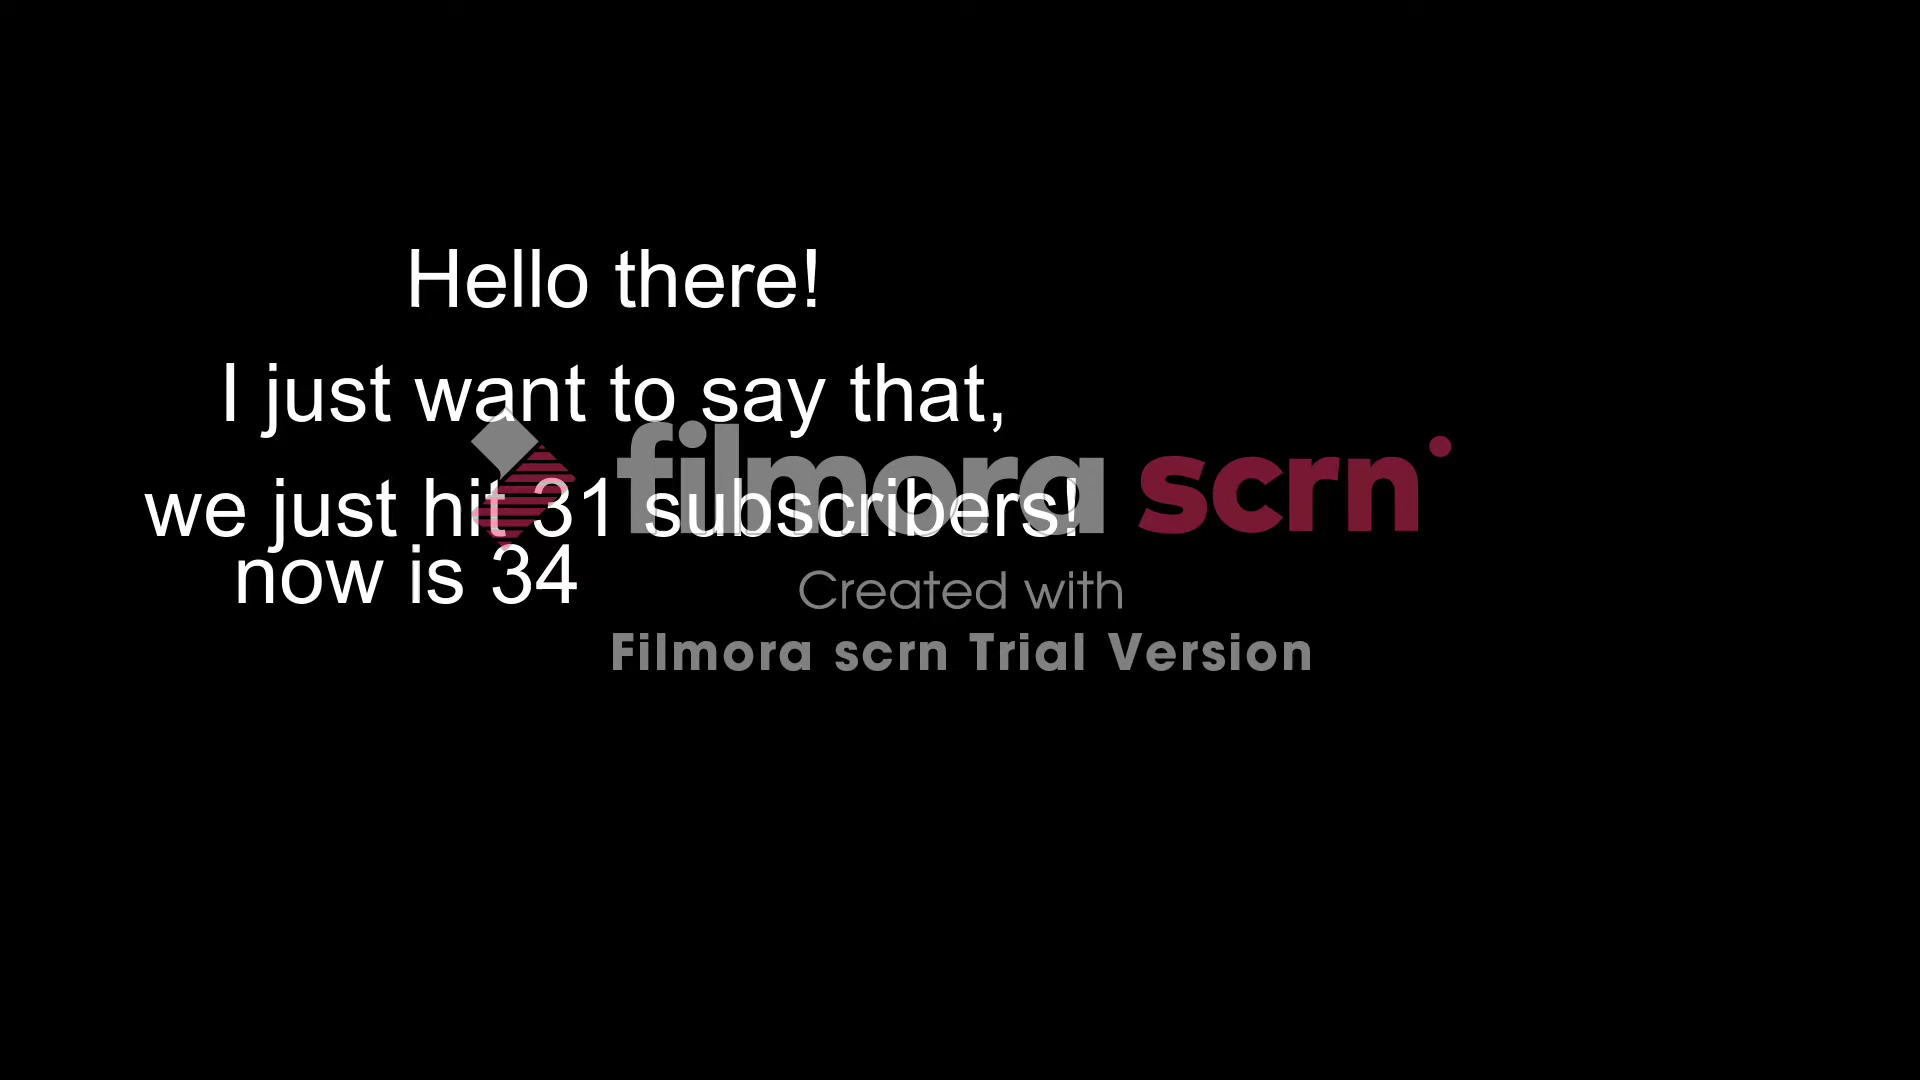 Hello there!
I just want to say that,
we just hit 31 subscribers!
now is 34
filmora scrn
Created with
Filmora scrn Trial Version